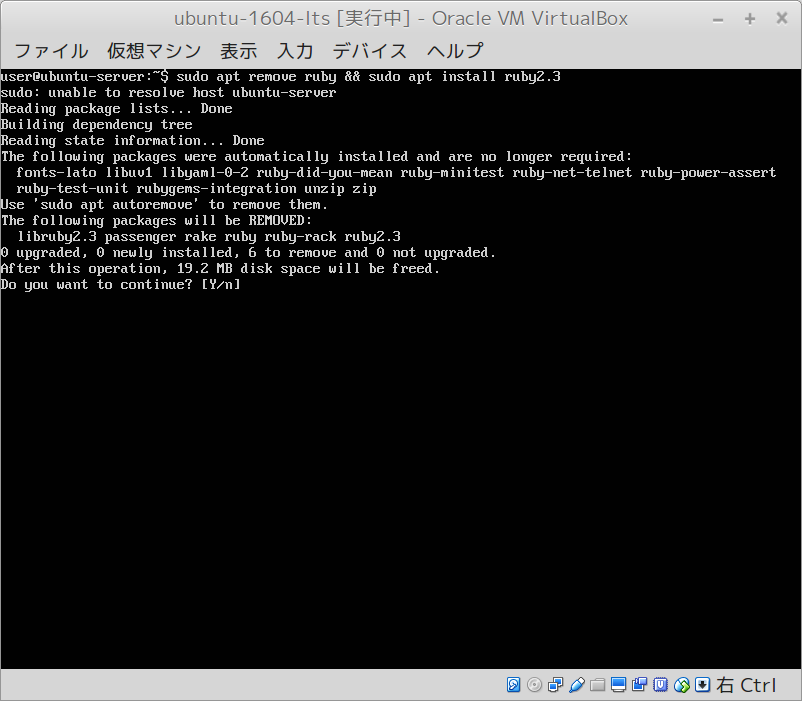 ubuntu-1604-lts [実行中] - Oracle VM VirtualBox
ファイル 仮想マシン 表示 入力 デバイス ヘルプ
user@ubuntu-server:~$ sudo apt remove ruby && sudo apt install ruby2.3
sudo: unable to resolve host ubuntu-server
Reading package lists... Done
Building dependency tree
Reading state information... Done
The following packages were automatically installed and are no longer required:
  fonts-lato libuv1 libyaml-0-2 ruby-did-you-mean ruby-minitest ruby-net-telnet ruby-power-assert
  ruby-test-unit rubygems-integration unzip zip
Use 'sudo apt autoremove' to remove them.
The following packages will be REMOVED:
  libruby2.3 passenger rake ruby ruby-rack ruby2.3
0 upgraded, 0 newly installed, 6 to remove and 0 not upgraded.
After this operation, 19.2 MB disk space will be freed.
Do you want to continue? [Y/n]
右 Ctrl